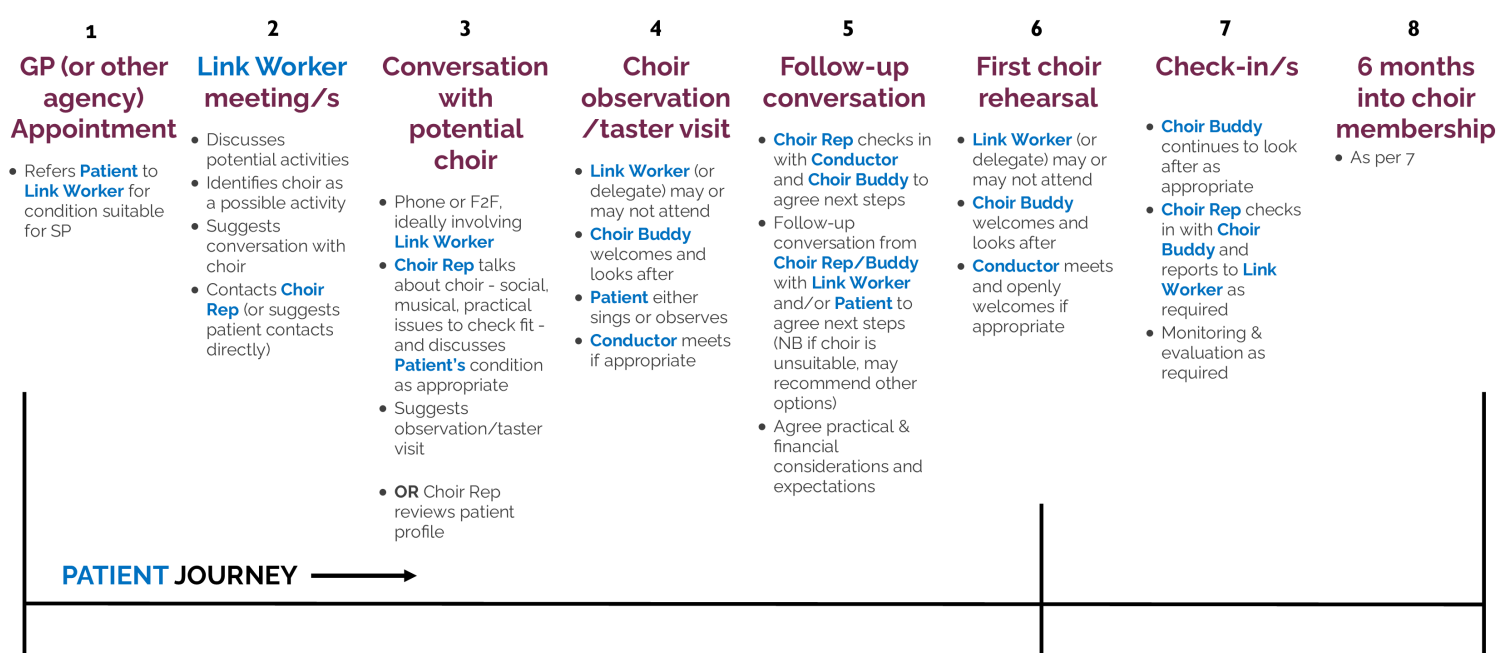 1
GP (or other
agency)
Appointment
• Refers Patient to
Link Worker for
condition suitable
for SP
2
Link Worker
meeting/s
• Discusses
potential activities
• Identifies choir as
a possible activity
• Suggests
conversation with
choir
• Contacts Choir
Rep (or suggests
patient contacts
directly)
3
Conversation
with
potential
choir
• Phone or F2F,
ideally involving
Link Worker
• Choir Rep talks
about choir - social,
musical, practical
issues to check fit -
and discusses
Patient's condition
as appropriate
• Suggests
observation/taster
visit
• OR Choir Rep
reviews patient
profile
4
Choir
observation
/taster visit
• Link Worker (or
delegate) may or
may not attend
• Choir Buddy
welcomes and
looks after
• Patient either
sings or observes
• Conductor meets
if appropriate
5
Follow-up
conversation
• Choir Rep checks in
with Conductor
and Choir Buddy to
agree next steps
• Follow-up
conversation from
Choir Rep/Buddy
with Link Worker
and/or Patient to
agree next steps
(NB if choir is
unsuitable, may
recommend other
options)
• Agree practical &
financial
considerations and
expectations
6
First choir
rehearsal
• Link Worker (or
delegate) may or
may not attend
• Choir Buddy
welcomes and
looks after
• Conductor meets
and openly
welcomes if
appropriate
7
Check-in/s
• Choir Buddy
continues to look
after as
appropriate
• Choir Rep checks
in with Choir
Buddy and
reports to Link
Worker as
required
• Monitoring &
evaluation as
required
8
6 months
into choir
membership
• As per 7
PATIENT JOURNEY